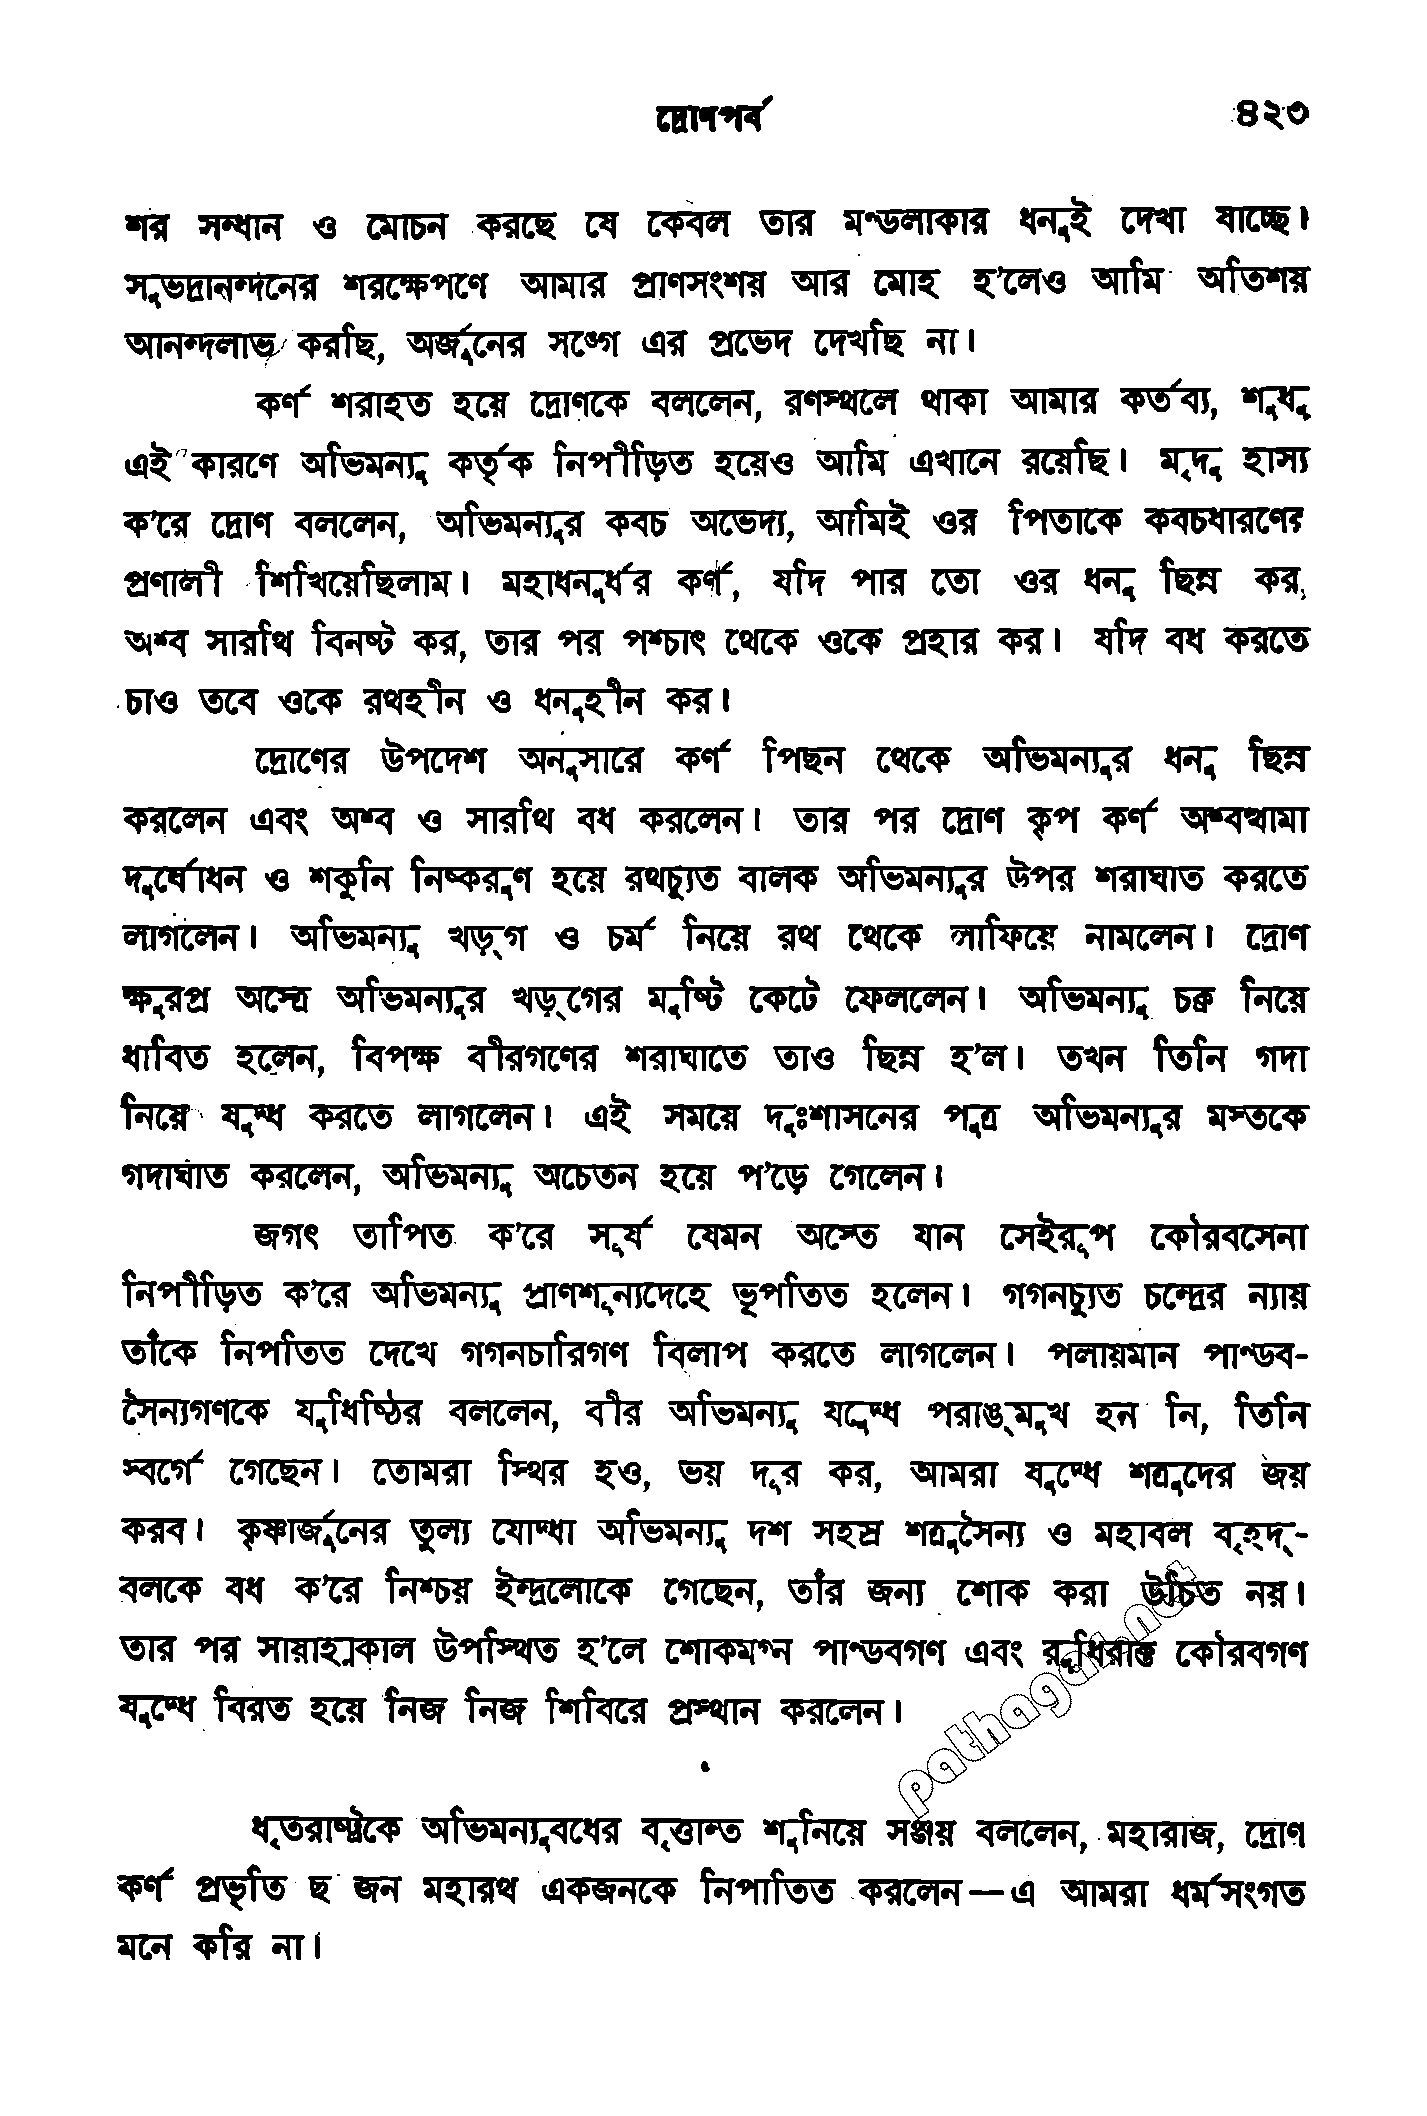 দ্রোণপর্ব ৪২৩
শর সন্ধান ও মোচন করছে যে কেবল তার মণ্ডলাকার ধনুই দেখা যাচ্ছে।
সুভদ্রানন্দনের শরক্ষেপণে আমার প্রাণসংশয় আর মোহ হ’লেও আমি অতিশয়
আনন্দলাভ করছি, অর্জুনের সঙ্গে এর প্রভেদ দেখছি না।
কর্ণ শরাহত হয়ে দ্রোণকে বললেন, রণস্থলে থাকা আমার কর্তব্য, শুধু
এই কারণে অভিমন্যু কর্তৃক নিপীড়িত হয়েও আমি এখানে রয়েছি। মৃদু হাস্য
ক’রে দ্রোণ বললেন, অভিমন্যুর কবচ অভেদ্য, আমিই ওর পিতাকে কবচধারণের
প্রণালী শিখিয়েছিলাম। মহাধনুর্ধর কর্ণ, যদি পার তো ওর ধনু ছিন্ন কর,
অশ্ব সারথি বিনষ্ট কর, তার পর পশ্চাৎ থেকে ওকে প্রহার কর। যদি বধ করতে
চাও তবে ওকে রথহীন ও ধনুহীন কর।
দ্রোণের উপদেশ অনুসারে কর্ণ পিছন থেকে অভিমন্যুর ধনু ছিন্ন
করলেন এবং অশ্ব ও সারথি বধ করলেন। তার পর দ্রোণ কৃপ কর্ণ অশ্বত্থামা
দুর্যোধন ও শকুনি নিষ্করুণ হয়ে রথচ্যুত বালক অভিমন্যুর উপর শরাঘাত করতে
লাগলেন। অভিমন্যু খড়্‌গ ও চর্ম নিয়ে রথ থেকে লাফিয়ে নামলেন। দ্রোণ
ক্ষুরপ্র অস্ত্রে অভিমন্যুর খড়্‌গের মুষ্টি কেটে ফেললেন। অভিমন্যু চক্র নিয়ে
ধাবিত হলেন, বিপক্ষ বীরগণের শরাঘাতে তাও ছিন্ন হ’ল। তখন তিনি গদা
নিয়ে যুদ্ধ করতে লাগলেন। এই সময়ে দুঃশাসনের পুত্র অভিমন্যুর মস্তকে
গদাঘাত করলেন, অভিমন্যু অচেতন হয়ে প’ড়ে গেলেন।
জগৎ তাপিত ক’রে সূর্য যেমন অস্তে যান সেইরূপ কৌরবসেনা
নিপীড়িত ক’রে অভিমন্যু প্রাণশূন্যদেহে ভূপতিত হলেন। গগনচ্যুত চন্দ্রের ন্যায়
তাঁকে নিপতিত দেখে গগনচারিগণ বিলাপ করতে লাগলেন। পলায়মান পাণ্ডব-
সৈন্যগণকে যুধিষ্ঠির বললেন, বীর অভিমন্যু যুদ্ধে পরাঙ্‌মুখ হন নি, তিনি
স্বর্গে গেছেন। তোমরা স্থির হও, ভয় দূর কর, আমরা যুদ্ধে শত্রুদের জয়
করব। কৃষ্ণার্জুনের তুল্য যোদ্ধা অভিমন্যু দশ সহস্র শত্রুসৈন্য ও মহাবল বৃহদ্‌-
বলকে বধ ক’রে নিশ্চয় ইন্দ্রলোকে গেছেন, তাঁর জন্য শোক করা উচিত নয়।
তার পর সায়াহ্নকাল উপস্থিত হ’লে শোকমগ্ন পাণ্ডবগণ এবং রুধিরাক্ত কৌরবগণ
যুদ্ধে বিরত হয়ে নিজ নিজ শিবিরে প্রস্থান করলেন।
ধৃতরাষ্ট্রকে অভিমন্যুবধের বৃত্তান্ত শুনিয়ে সঞ্জয় বললেন, মহারাজ, দ্রোণ
কর্ণ প্রভৃতি ছ জন মহারথ একজনকে নিপাতিত করলেন—এ আমরা ধর্মসংগত
মনে করি না।
pathagar.net